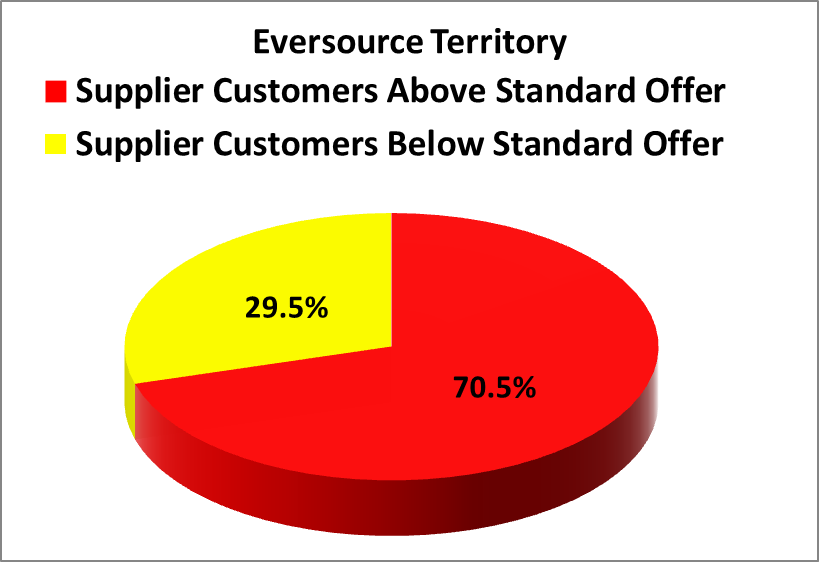 Eversource Territory
Supplier Customers Above Standard Offer
Supplier Customers Below Standard Offer
29.5%
70.5%